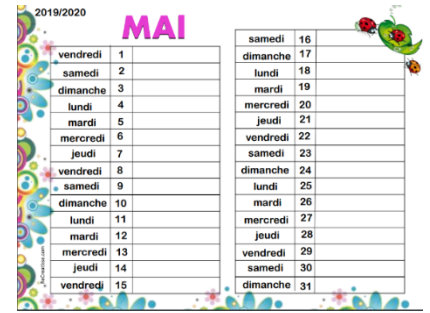 2019/2020
MAI
vendredi 1
samedi 2
dimanche 3
lundi 4
mardi 5
mercredi 6
jeudi 7
vendredi 8
samedi 9
dimanche 10
lundi 11
mardi 12
mercredi 13
jeudi 14
vendredi 15
samedi 16
dimanche 17
lundi 18
mardi 19
mercredi 20
jeudi 21
vendredi 22
samedi 23
dimanche 24
lundi 25
mardi 26
mercredi 27
jeudi 28
vendredi 29
samedi 30
dimanche 31